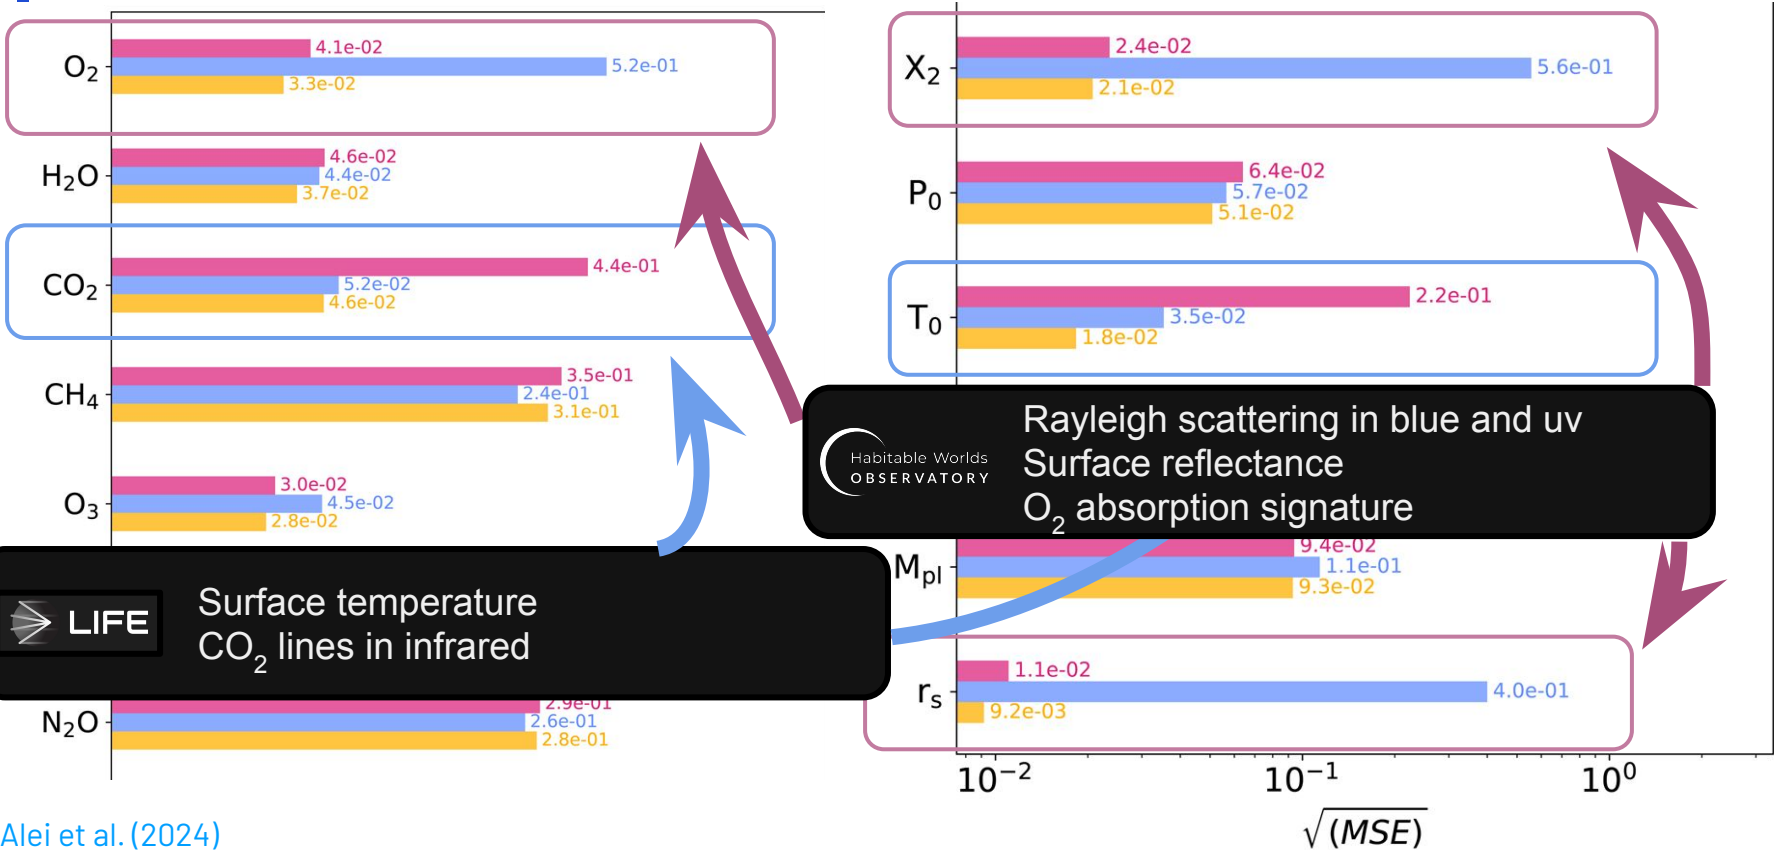 O2
4.1e-02
5.2e-01
3.3e-02
H2O
4.6e-02
4.4e-02
3.7e-02
CO2
4.4e-01
5.2e-02
4.6e-02
CH4
3.5e-01
2.4e-01
3.1e-01
O3
3.0e-02
4.5e-02
2.8e-02
LIFE
Surface temperature
CO2 lines in infrared
N2O
2.9e-01
2.6e-01
2.8e-01
X2
2.4e-02
5.6e-01
2.1e-02
P0
6.4e-02
5.7e-02
5.1e-02
T0
2.2e-01
3.5e-02
1.8e-02
Habitable Worlds
OBSERVATORY
Rayleigh scattering in blue and uv
Surface reflectance
O2 absorption signature
Mpl
9.4e-02
1.1e-01
9.3e-02
rs
1.1e-02
4.0e-01
9.2e-03
10−2 10−1 100
√(MSE)
Alei et al. (2024)